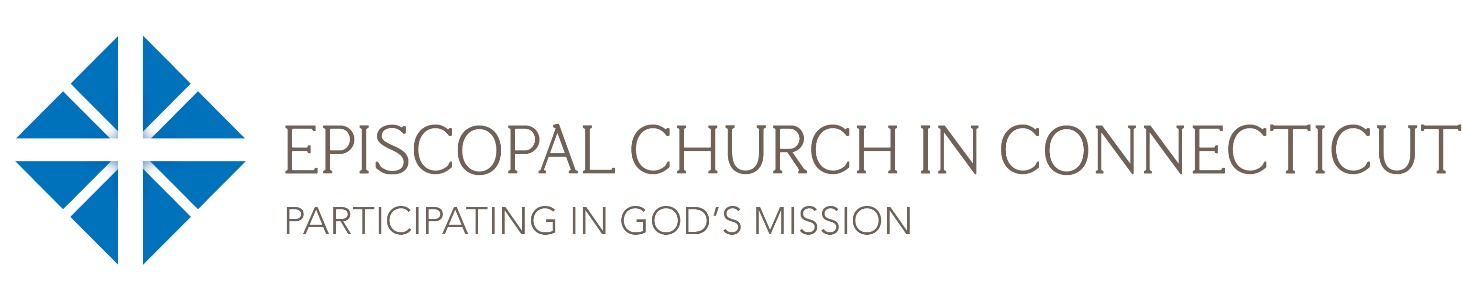 EPISCOPAL CHURCH IN CONNECTICUT
PARTICIPATING IN GOD'S MISSION